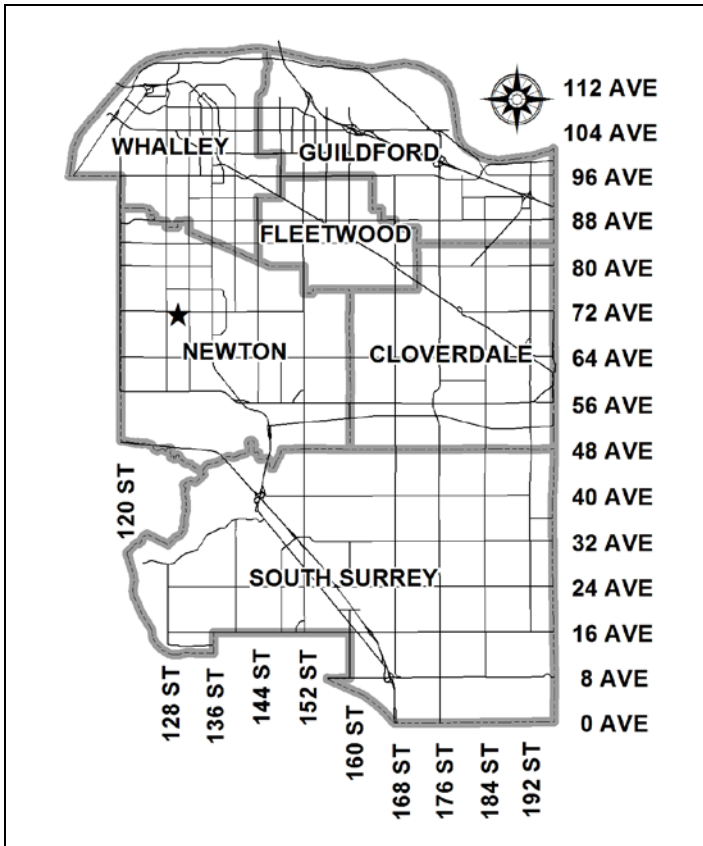 112 AVE
104 AVE
WHALLEY
GUILDFORD
96 AVE
88 AVE
FLEETWOOD
80 AVE
72 AVE
NEWTON
CLOVERDALE
64 AVE
56 AVE
48 AVE
120 ST
40 AVE
32 AVE
SOUTH SURREY
24 AVE
16 AVE
8 AVE
0 AVE
128 ST
136 ST
144 ST
152 ST
160 ST
168 ST
176 ST
184 ST
192 ST